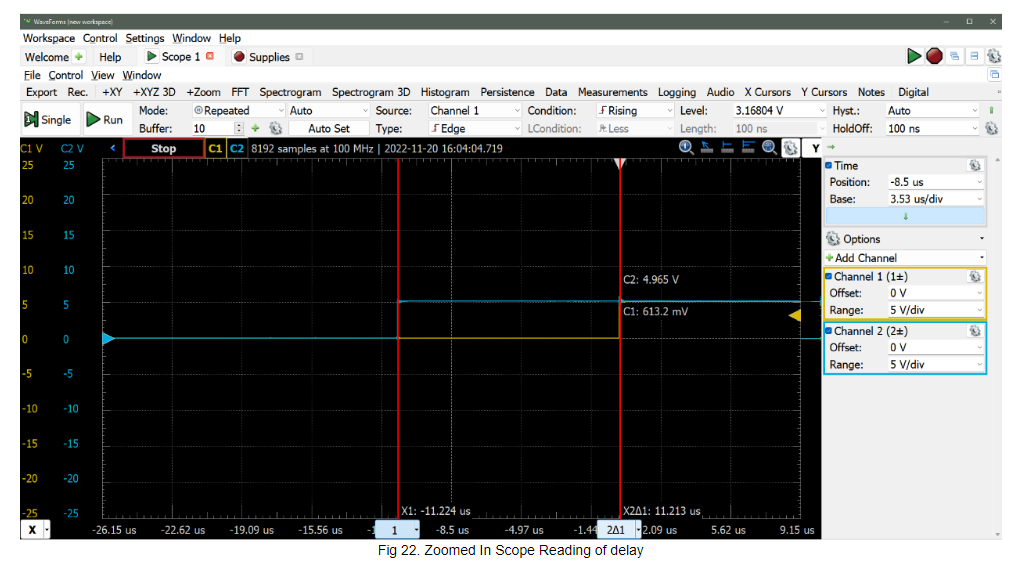 WaveForms (new workspace)
Workspace Control Settings Window Help
Welcome Help Scope 1 Supplies
File Control View Window
Export Rec. +XY +XYZ 3D +Zoom FFT Spectrogram Spectrogram 3D Histogram Persistence Data Measurements Logging Audio X Cursors Y Cursors Notes Digital
Single Run Mode: Repeated Auto Source: Channel 1 Condition: Rising Level: 3.16804 V Hyst.: Auto
Buffer: 10 Auto Set Type: Edge LCondition: Less Length: 100 ns HoldOff: 100 ns
C1 V C2 V < Stop C1 C2 8192 samples at 100 MHz | 2022-11-20 16:04:04.719 Y
25 25
20 20
15 15
10 10
5 5
0 0
-5 -5
-10 -10
-15 -15
-20 -20
-25 -25
C2: 4.965 V
C1: 613.2 mV
X1: -11.224 us X2Δ1: 11.213 us
X -26.15 us -22.62 us -19.09 us -15.56 us 1 -8.5 us -4.97 us -1.44 2Δ1 2.09 us 5.62 us 9.15 us
Time
Position: -8.5 us
Base: 3.53 us/div
Options
Add Channel
Channel 1 (1±)
Offset: 0 V
Range: 5 V/div
Channel 2 (2±)
Offset: 0 V
Range: 5 V/div
Fig 22. Zoomed In Scope Reading of delay